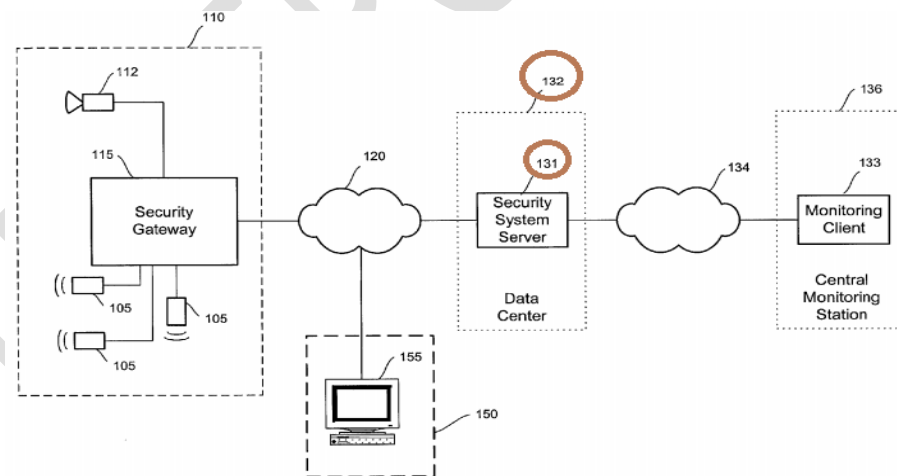 110
112
115
Security
Gateway
105
105
105
120
132
131
Security
System
Server
Data
Center
134
136
133
Monitoring
Client
Central
Monitoring
Station
155
150